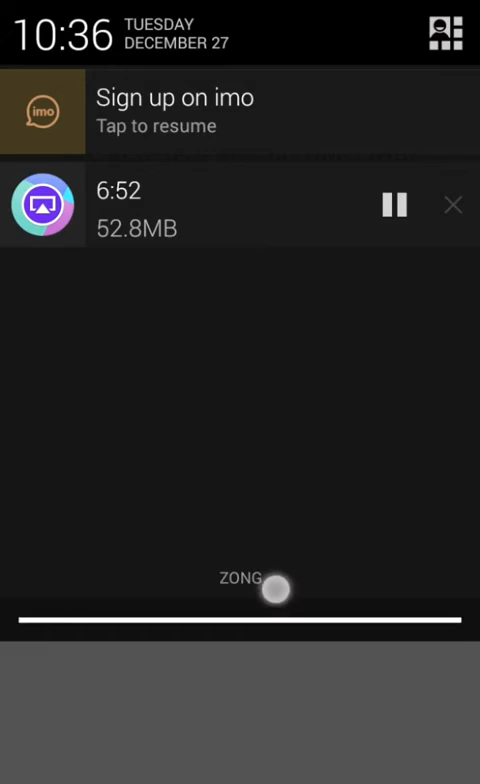 10:36
TUESDAY
DECEMBER 27
imo
Sign up on imo
Tap to resume
6:52
52.8MB
ZONG